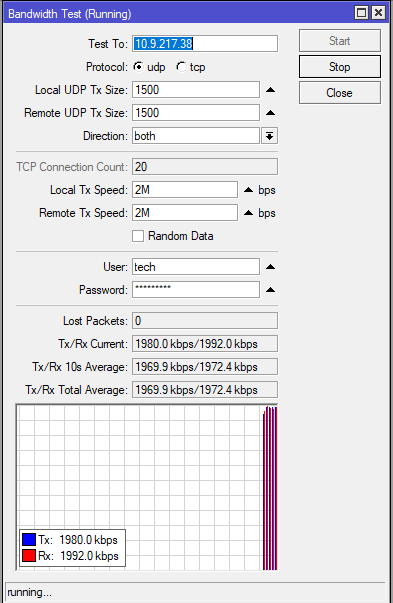 Bandwidth Test (Running)
Test To: 10.9.217.38
Start
Protocol: udp tcp
Stop
Local UDP Tx Size: 1500
Close
Remote UDP Tx Size: 1500
Direction: both
TCP Connection Count: 20
Local Tx Speed: 2M bps
Remote Tx Speed: 2M bps
Random Data
User: tech
Password: *********
Lost Packets: 0
Tx/Rx Current: 1980.0 kbps/1992.0 kbps
Tx/Rx 10s Average: 1969.9 kbps/1972.4 kbps
Tx/Rx Total Average: 1969.9 kbps/1972.4 kbps
Tx: 1980.0 kbps
Rx: 1992.0 kbps
running...